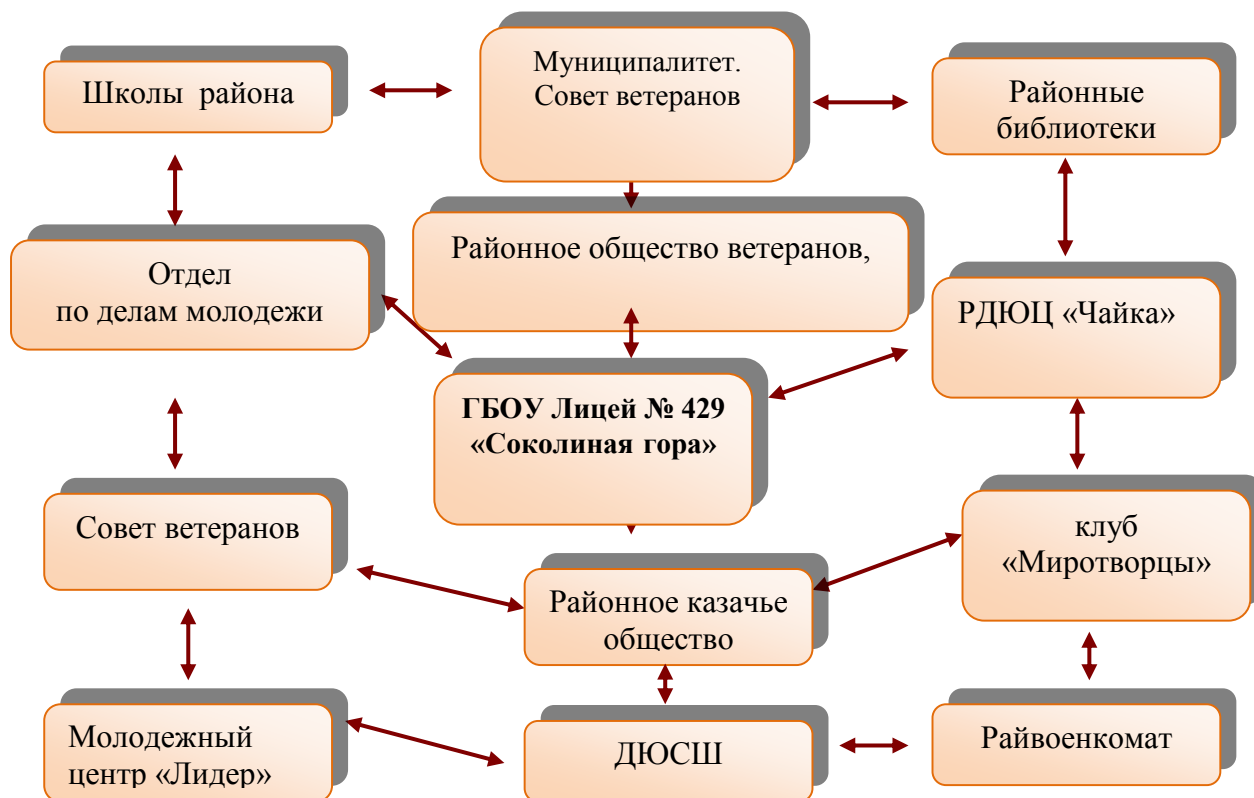 Школы района
Муниципалитет.
Совет ветеранов
Районные
библиотеки
Отдел
по делам молодежи
Районное общество ветеранов,
РДЮЦ «Чайка»
ГБОУ Лицей № 429
«Соколиная гора»
Совет ветеранов
клуб
«Миротворцы»
Районное казачье
общество
Молодежный
центр «Лидер»
ДЮСШ
Райвоенкомат